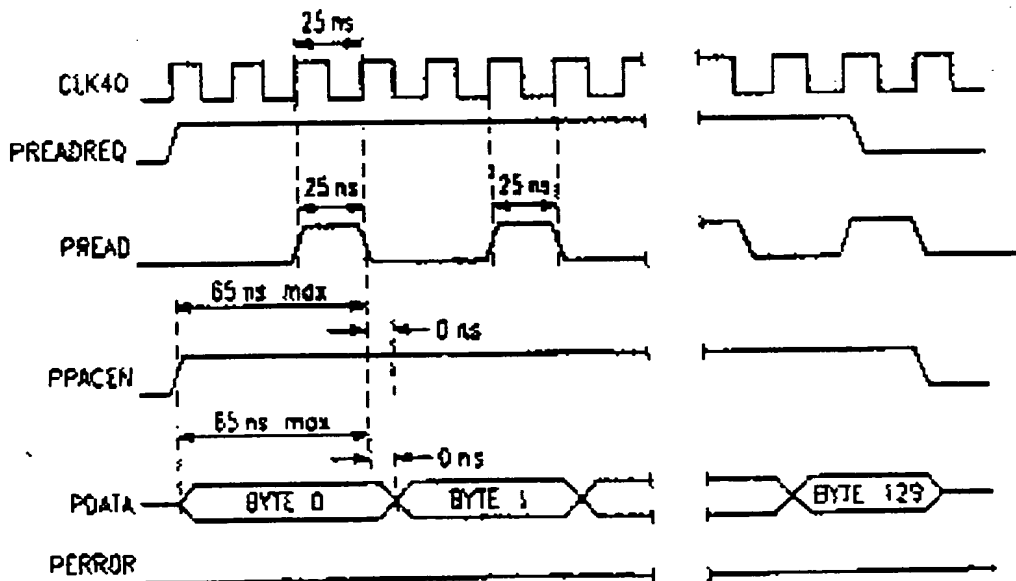 25 ns
CLK40
PREADREQ
25 ns
25 ns
PREAD
65 ns max
0 ns
PPACEN
65 ns max
0 ns
PDATA
BYTE 0
BYTE 1
BYTE 129
PERROR